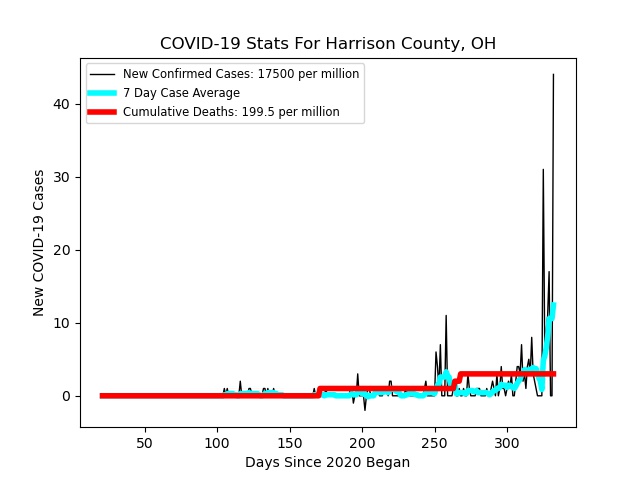 COVID-19 Stats For Harrison County, OH
New Confirmed Cases: 17500 per million
7 Day Case Average
Cumulative Deaths: 199.5 per million
New COVID-19 Cases
40
30
20
10
0
50 100 150 200 250 300
Days Since 2020 Began